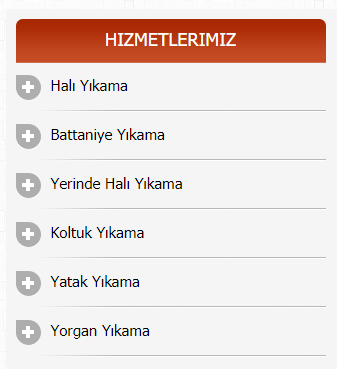 HIZMETLERIMIZ
Halı Yıkama
Battaniye Yıkama
Yerinde Halı Yıkama
Koltuk Yıkama
Yatak Yıkama
Yorgan Yıkama